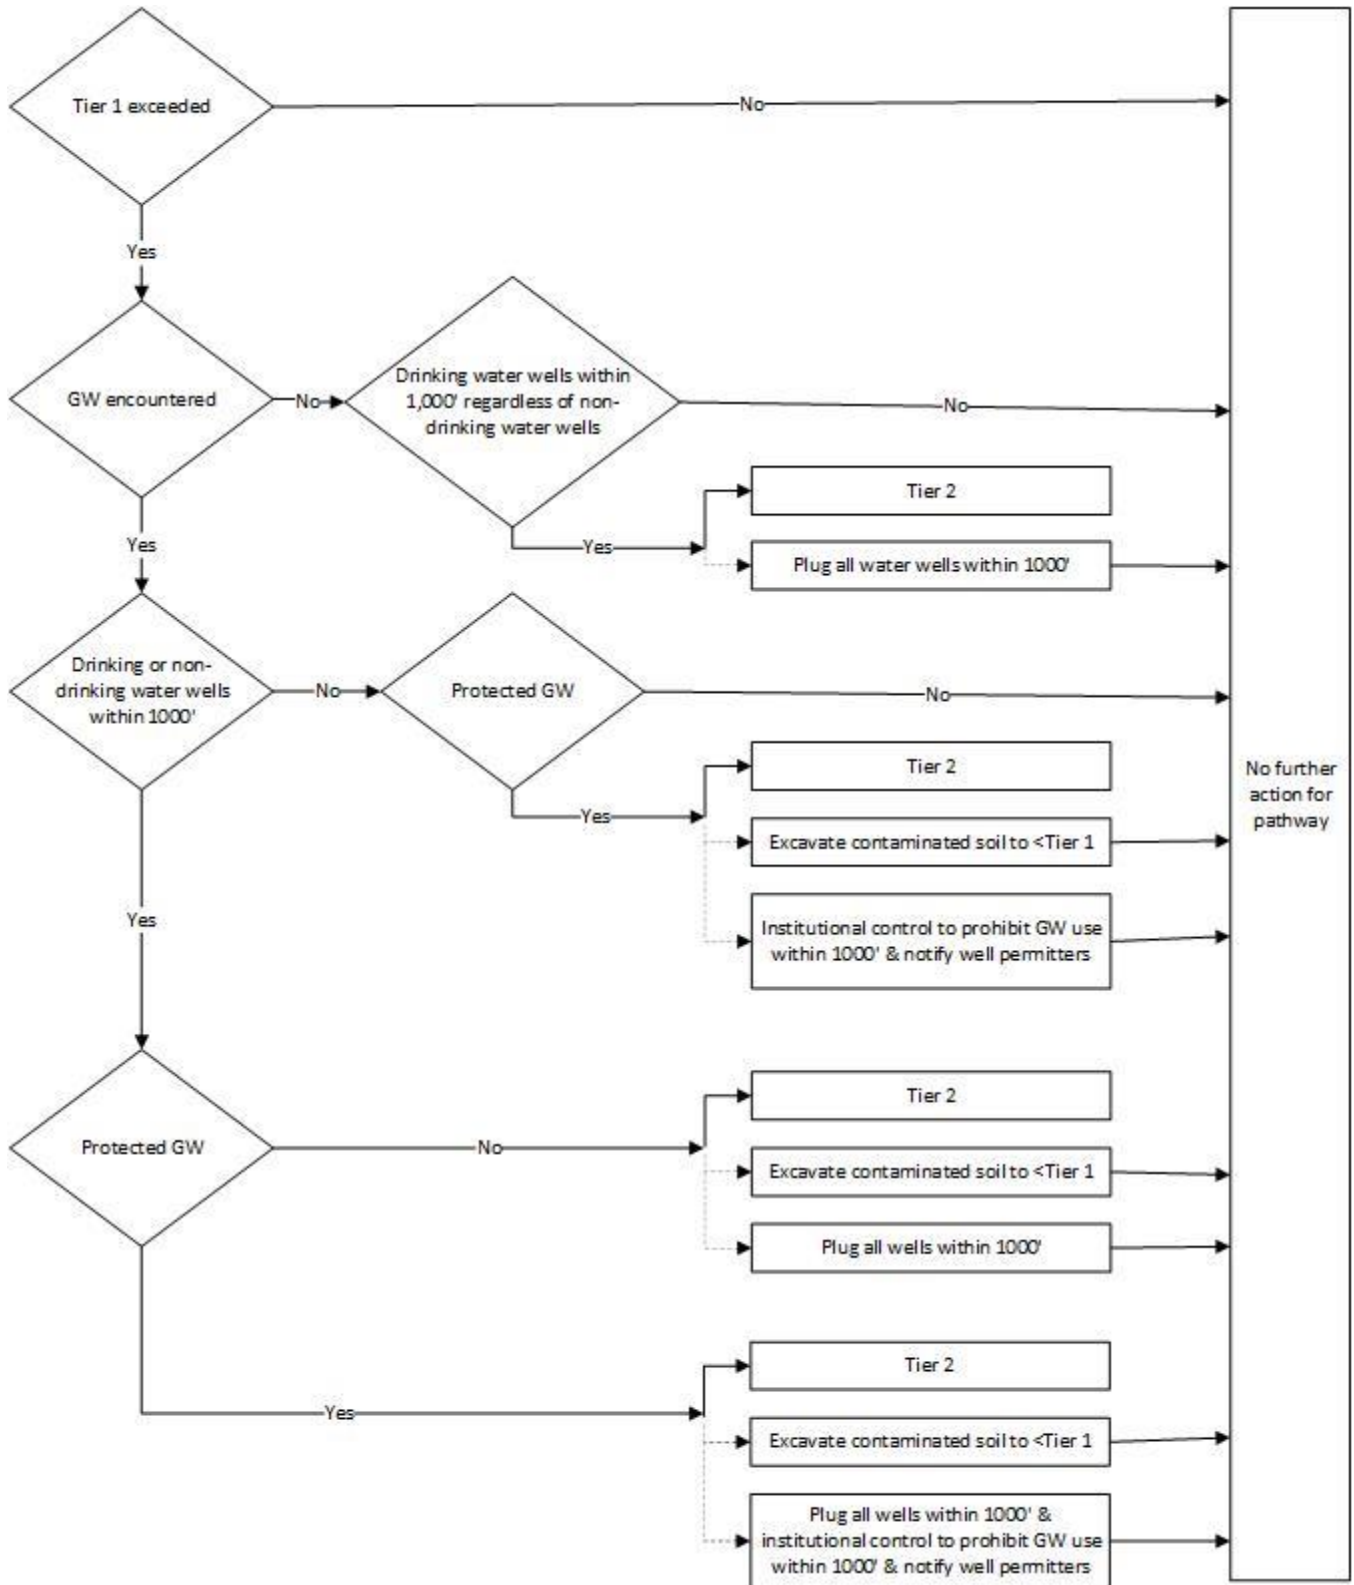 Tier 1 exceeded
No
Yes
GW encountered
No
Drinking water wells within
1,000' regardless of non-
drinking water wells
No
Tier 2
Yes
Plug all water wells within 1000'
Yes
Drinking or non-
drinking water wells
within 1000'
No
Protected GW
No
Tier 2
Yes
Excavate contaminated soil to <Tier 1
Institutional control to prohibit GW use
within 1000' & notify well permitters
No further
action for
pathway
Yes
Protected GW
No
Tier 2
Excavate contaminated soil to <Tier 1
Plug all wells within 1000'
Yes
Tier 2
Excavate contaminated soil to <Tier 1
Plug all wells within 1000' &
institutional control to prohibit GW use
within 1000' & notify well permitters